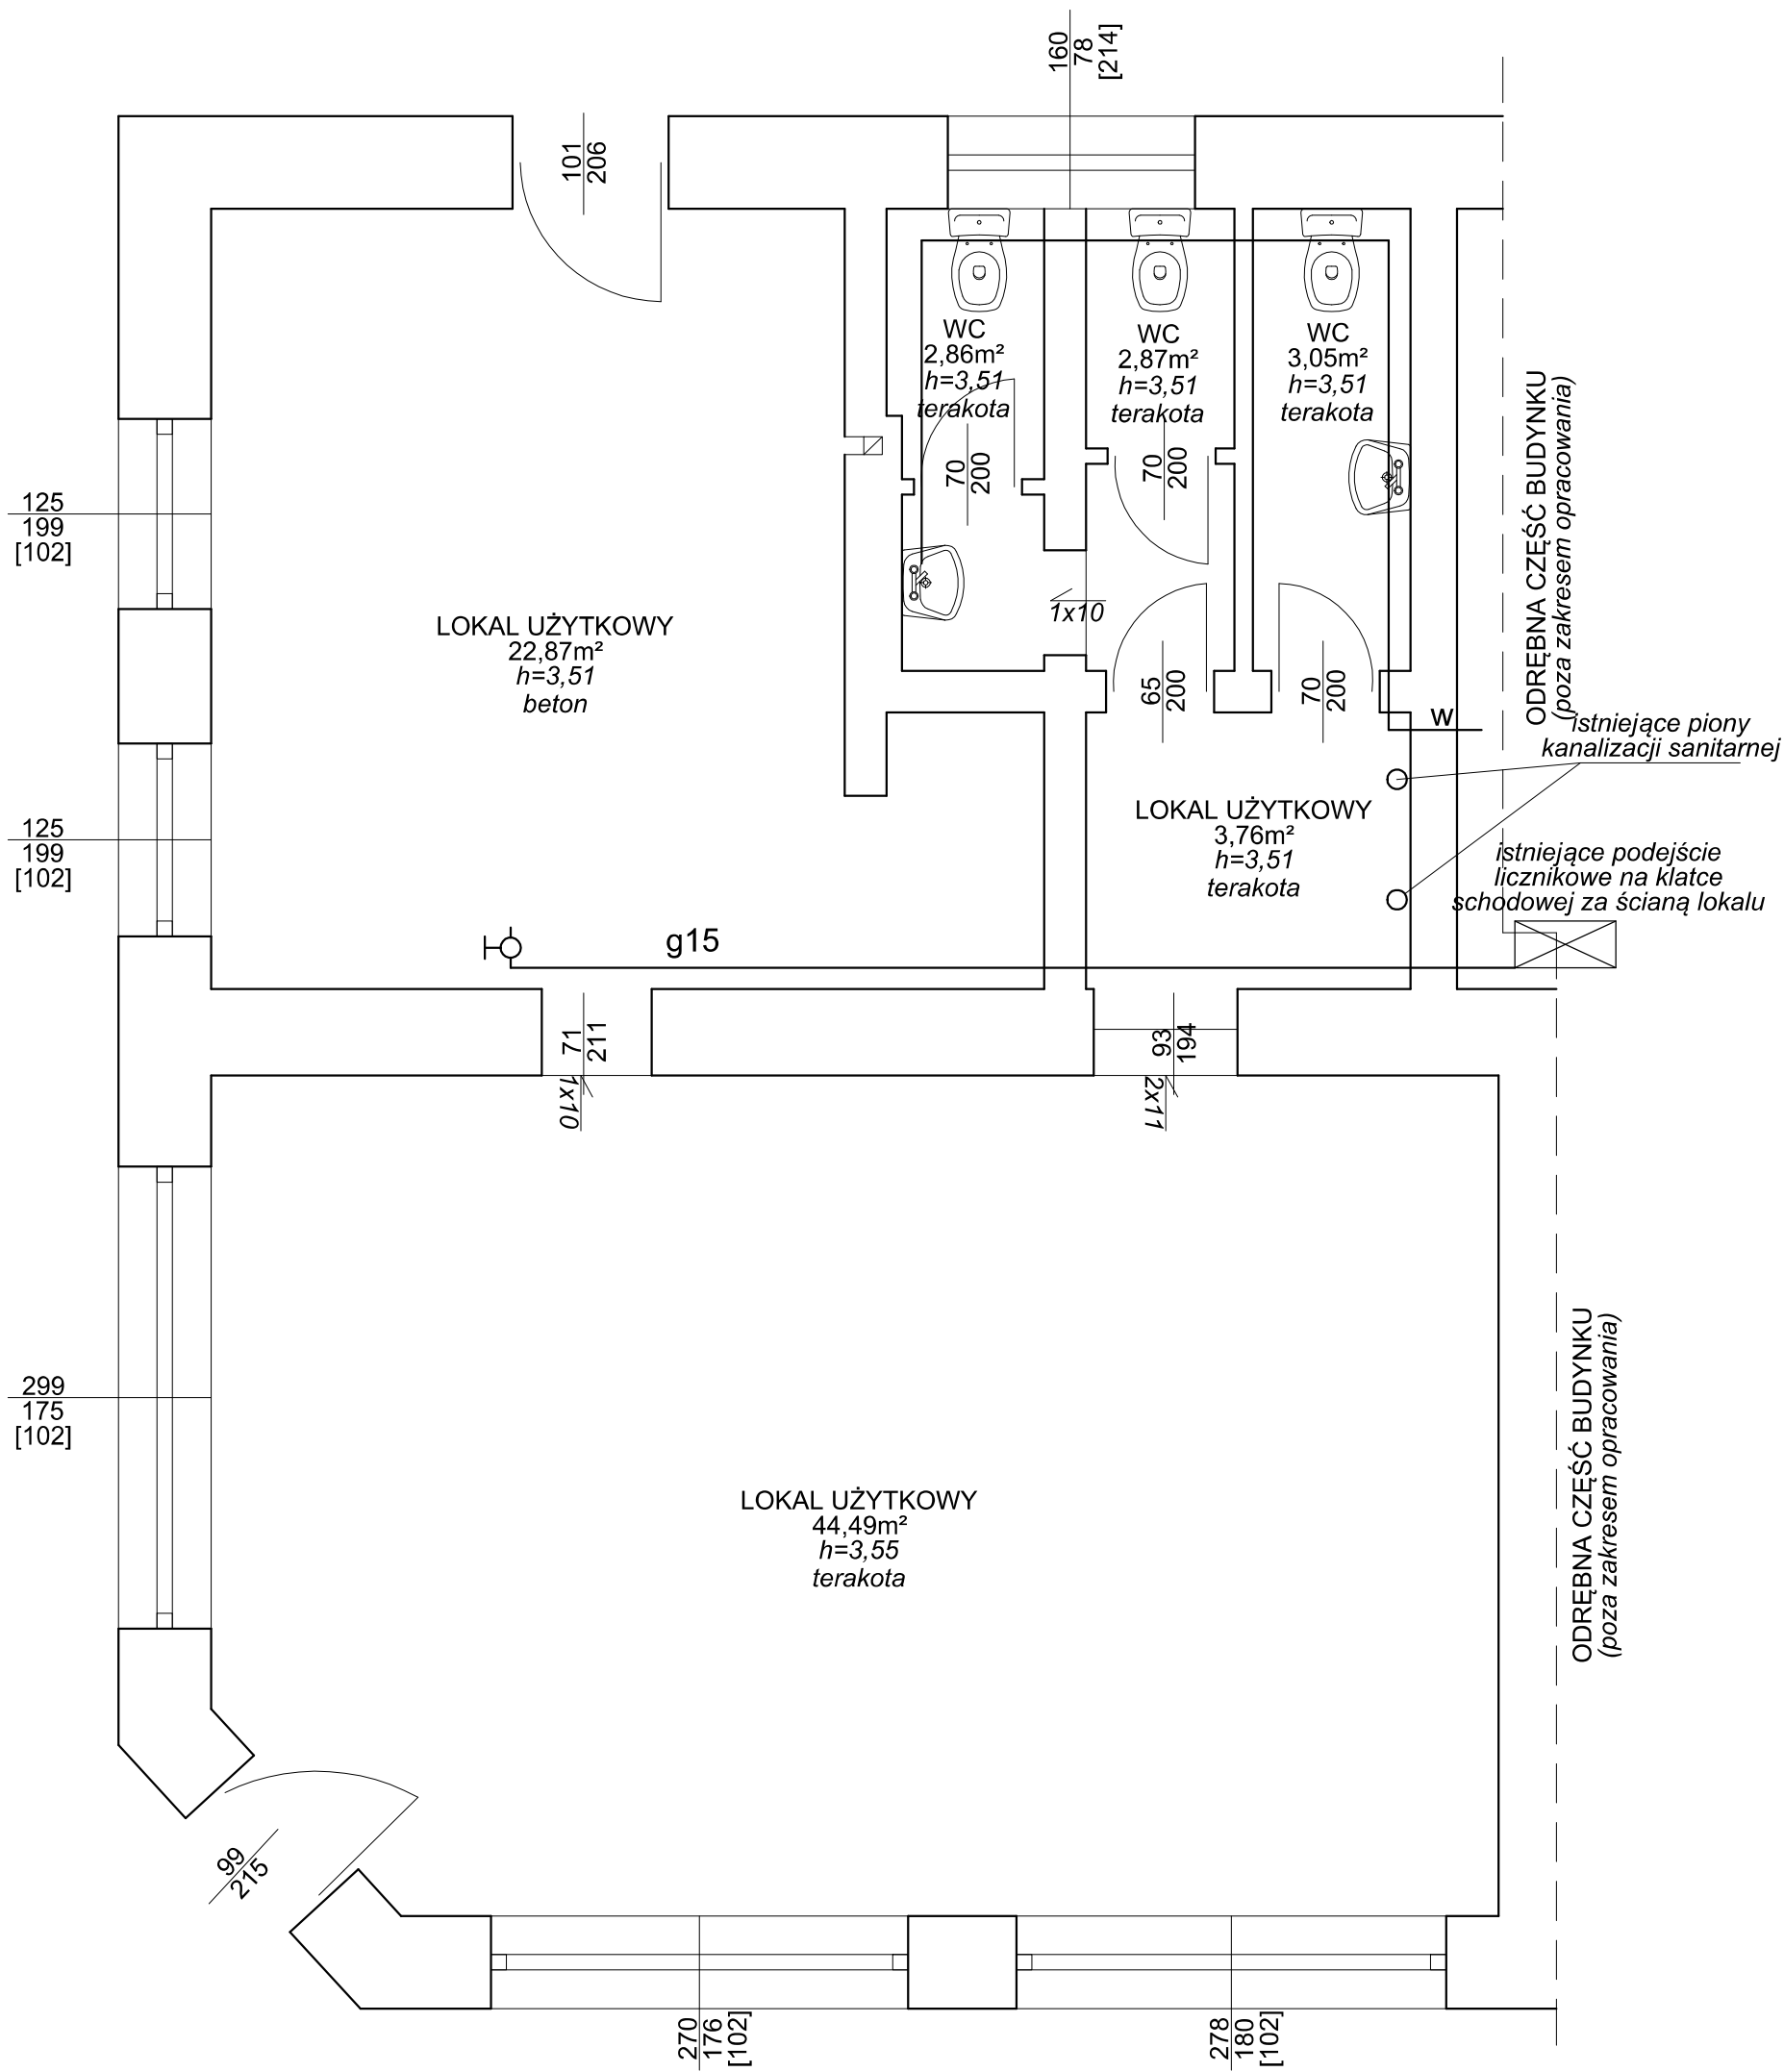 160
78
[214]
101
206
WC
2,86m²
h=3,51
terakota
WC
2,87m²
h=3,51
terakota
WC
3,05m²
h=3,51
terakota
70
200
70
200
125
199
[102]
ODRĘBNA CZĘŚĆ BUDYNKU
(poza zakresem opracowania)
1x10
LOKAL UŻYTKOWY
22,87m²
h=3,51
beton
65
200
70
200
w
istniejące piony
kanalizacji sanitarnej
125
199
[102]
LOKAL UŻYTKOWY
3,76m²
h=3,51
terakota
istniejące podejście
licznikowe na klatce
schodowej za ścianą lokalu
g15
71
211
1x10
93
194
2x11
299
175
[102]
LOKAL UŻYTKOWY
44,49m²
h=3,55
terakota
ODRĘBNA CZĘŚĆ BUDYNKU
(poza zakresem opracowania)
99
215
270
176
[102]
278
180
[102]